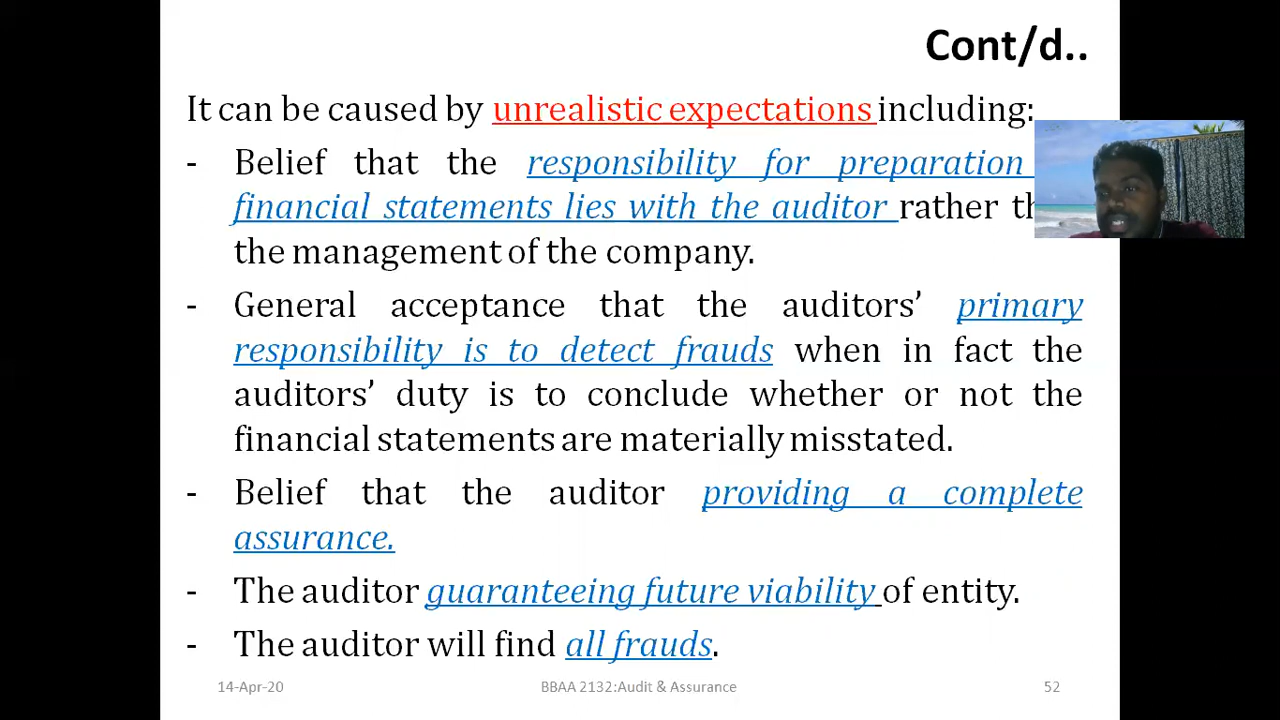 Cont/d..
It can be caused by unrealistic expectations including:
- Belief that the responsibility for preparation
financial statements lies with the auditor rather
the management of the company.
- General acceptance that the auditors’ primary
responsibility is to detect frauds when in fact the
auditors’ duty is to conclude whether or not the
financial statements are materially misstated.
- Belief that the auditor providing a complete
assurance.
- The auditor guaranteeing future viability of entity.
- The auditor will find all frauds.
14-Apr-20 BBAA 2132:Audit & Assurance 52